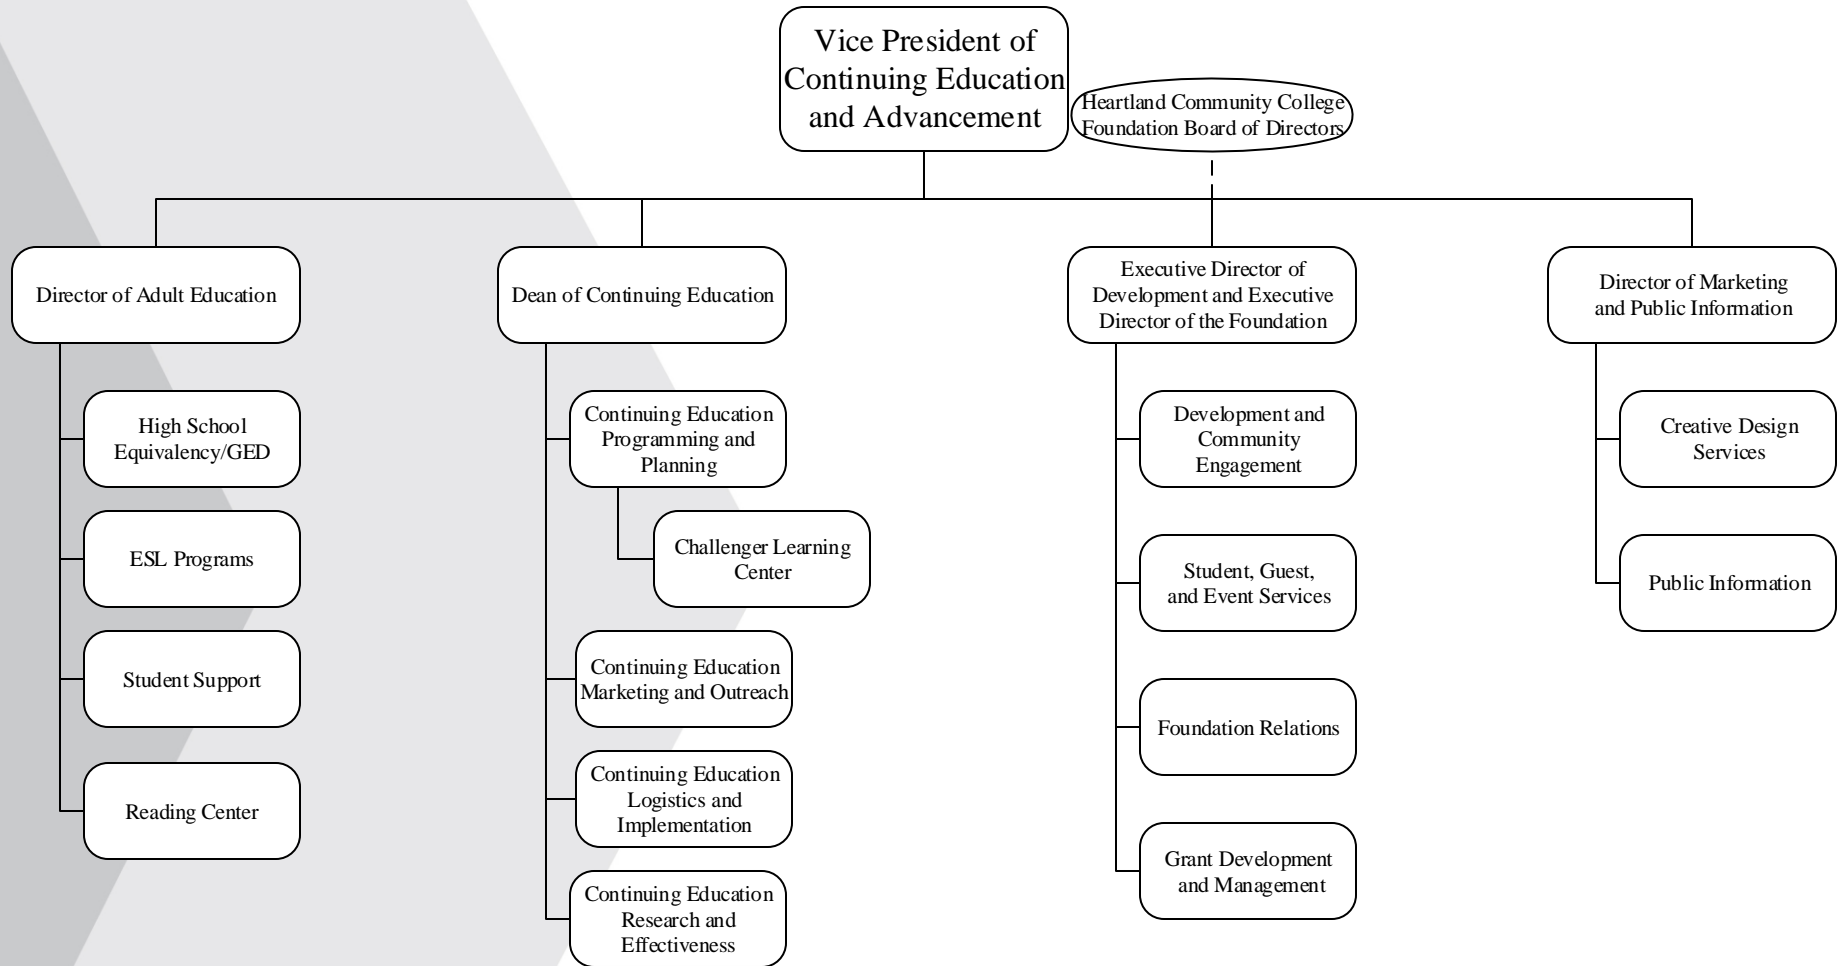 Vice President of
Continuing Education
and Advancement
Heartland Community College
Foundation Board of Directors
Director of Adult Education
Dean of Continuing Education
Executive Director of
Development and Executive
Director of the Foundation
Director of Marketing
and Public Information
High School
Equivalency/GED
ESL Programs
Student Support
Reading Center
Continuing Education
Programming and
Planning
Challenger Learning
Center
Continuing Education
Marketing and Outreach
Continuing Education
Logistics and
Implementation
Continuing Education
Research and
Effectiveness
Development and
Community
Engagement
Student, Guest,
and Event Services
Foundation Relations
Grant Development
and Management
Creative Design
Services
Public Information